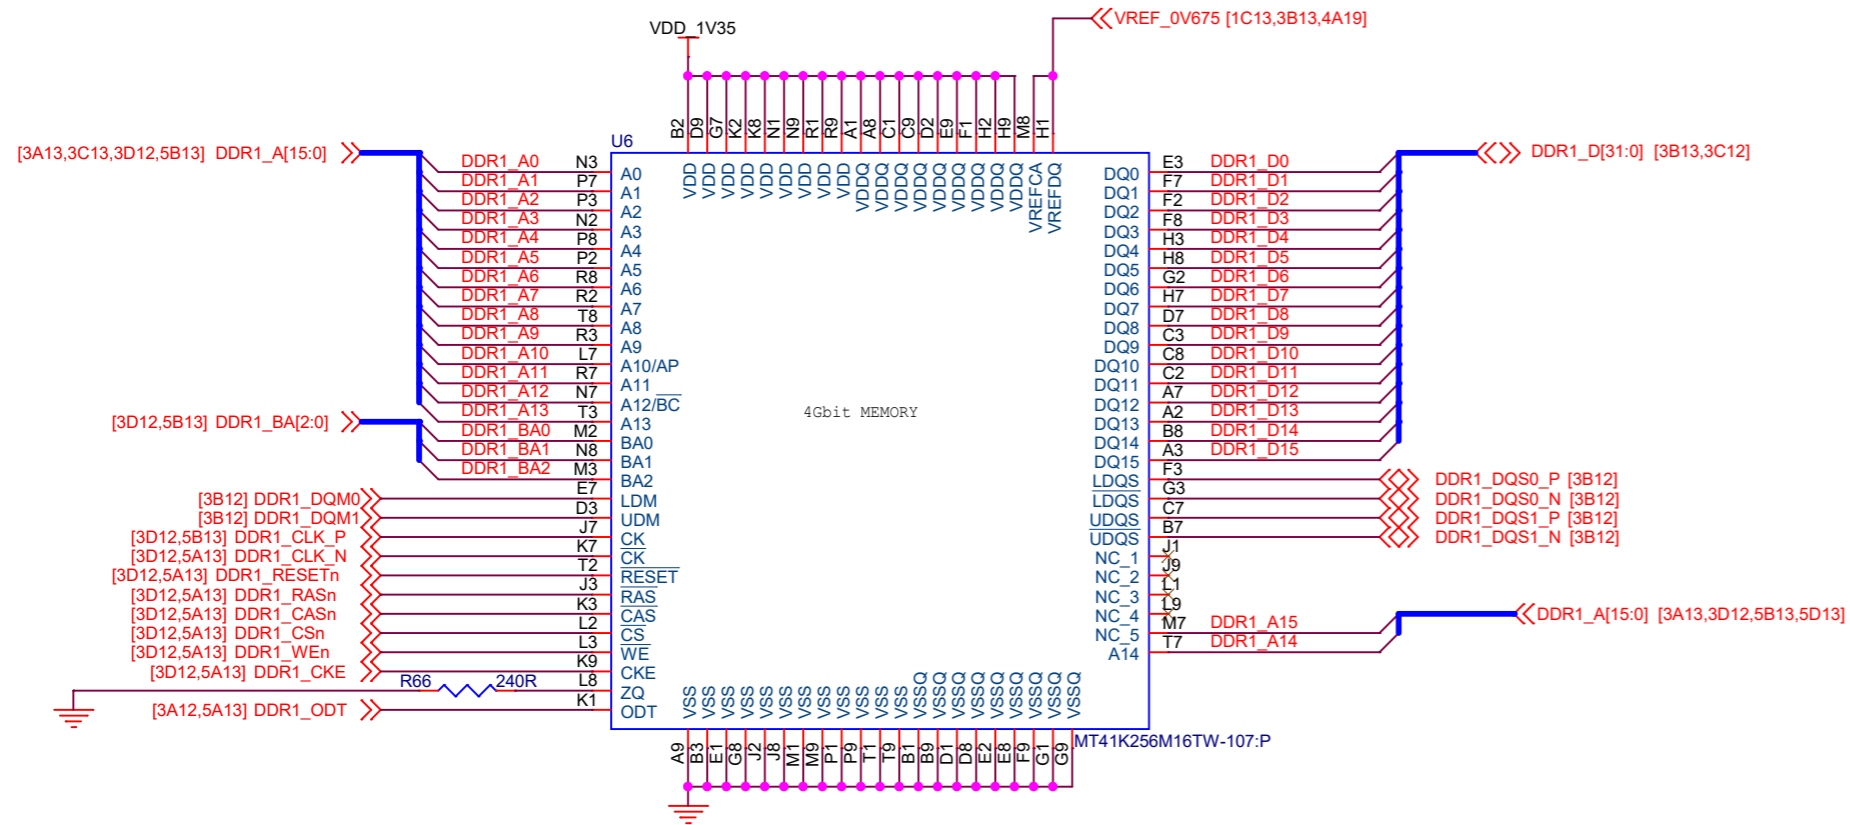 VREF_0V675 [1C13,3B13,4A19]
VDD_1V35
B2 D9 G7 K2 K8 N1 N9 R1 R9 A1 A8 C1 C9 D2 E9 F1 H2 H9 M8 H1
U6
VDD VDD VDD VDD VDD VDD VDD VDD VDD VDDQ VDDQ VDDQ VDDQ VDDQ VDDQ VDDQ VDDQ VDDQ VREFCA VREFDQ
[3A13,3C13,3D12,5B13] DDR1_A[15:0]
DDR1_A0 N3 A0
DDR1_A1 P7 A1
DDR1_A2 P3 A2
DDR1_A3 N2 A3
DDR1_A4 P8 A4
DDR1_A5 P2 A5
DDR1_A6 R8 A6
DDR1_A7 R2 A7
DDR1_A8 T8 A8
DDR1_A9 R3 A9
DDR1_A10 L7 A10/AP
DDR1_A11 R7 A11
DDR1_A12 N7 A12/BC
DDR1_A13 T3 A13
[3D12,5B13] DDR1_BA[2:0]
DDR1_BA0 M2 BA0
DDR1_BA1 N8 BA1
DDR1_BA2 M3 BA2
[3B12] DDR1_DQM0 E7 LDM
[3B12] DDR1_DQM1 D3 UDM
[3D12,5B13] DDR1_CLK_P J7 CK
[3D12,5A13] DDR1_CLK_N K7 CK
[3D12,5A13] DDR1_RESETn T2 RESET
[3D12,5A13] DDR1_RASn J3 RAS
[3D12,5A13] DDR1_CASn K3 CAS
[3D12,5A13] DDR1_CSn L2 CS
[3D12,5A13] DDR1_WEn L3 WE
[3D12,5A13] DDR1_CKE K9 CKE
R66 240R L8 ZQ
[3A12,5A13] DDR1_ODT K1 ODT
4Gbit MEMORY
DQ0 E3 DDR1_D0
DDR1_D[31:0] [3B13,3C12]
DQ1 F7 DDR1_D1
DQ2 F2 DDR1_D2
DQ3 F8 DDR1_D3
DQ4 H3 DDR1_D4
DQ5 H8 DDR1_D5
DQ6 G2 DDR1_D6
DQ7 H7 DDR1_D7
DQ8 D7 DDR1_D8
DQ9 C3 DDR1_D9
DQ10 C8 DDR1_D10
DQ11 C2 DDR1_D11
DQ12 A7 DDR1_D12
DQ13 A2 DDR1_D13
DQ14 B8 DDR1_D14
DQ15 A3 DDR1_D15
LDQS F3 DDR1_DQS0_P [3B12]
LDQS G3 DDR1_DQS0_N [3B12]
UDQS C7 DDR1_DQS1_P [3B12]
UDQS B7 DDR1_DQS1_N [3B12]
NC_1 J1
NC_2 J9
NC_3 L1
NC_4 L9
NC_5 M7 DDR1_A15
A14 T7 DDR1_A14
DDR1_A[15:0] [3A13,3D12,5B13,5D13]
VSS VSS VSS VSS VSS VSS VSS VSS VSS VSS VSS VSS VSSQ VSSQ VSSQ VSSQ VSSQ VSSQ VSSQ VSSQ VSSQ
MT41K256M16TW-107:P
A9 B3 E1 G8 J2 J8 M1 M9 P1 P9 T1 T9 B1 B9 D1 D8 E2 E8 F9 G1 G9